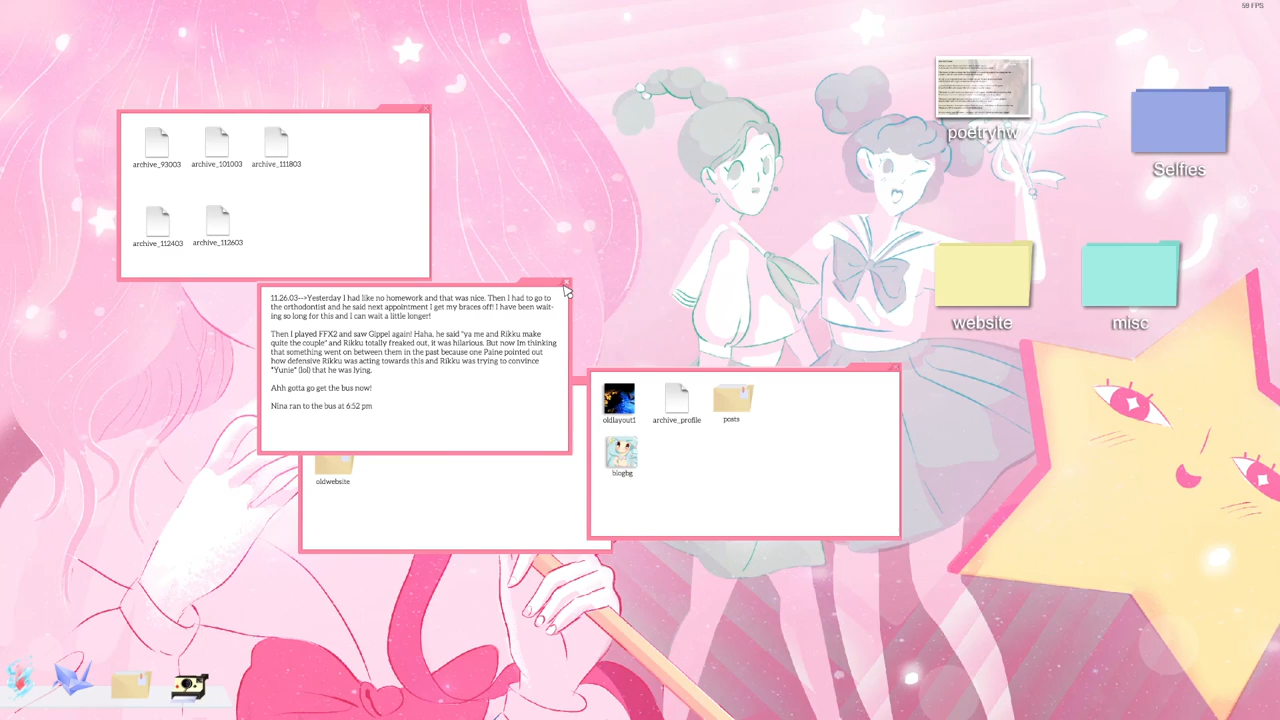 59 FPS
poetryhw
Selfies
archive_93003
archive_101003
archive_111803
archive_112403
archive_112603
website
misc
11.26.03-->Yesterday I had like no homework and that was nice. Then I had to go to
the orthodontist and he said next appointment I get my braces off! I have been wait-
ing so long for this and I can wait a little longer!
Then I played FFX2 and saw Gippel again! Haha, he said "ya me and Rikku make
quite the couple" and Rikku totally freaked out, it was hilarious. But now Im thinking
that something went on between them in the past because one Paine pointed out
how defensive Rikku was acting towards this and Rikku was trying to convince
"Yunie" (lol) that he was lying.
Ahh gotta go get the bus now!
Nina ran to the bus at 6:52 pm
oldlayout1
archive_profile
posts
blogbg
oldwebsite